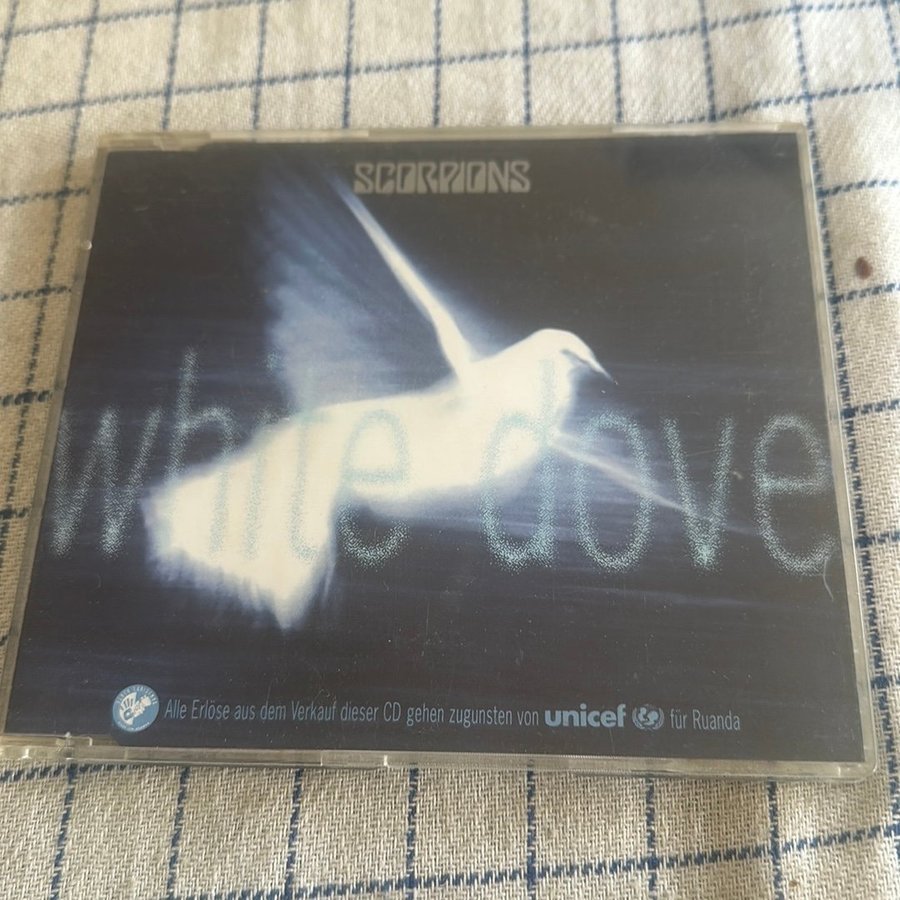 SCORPIONS
white dove
Alle Erlöse aus dem Verkauf dieser CD gehen zugunsten von unicef für Ruanda